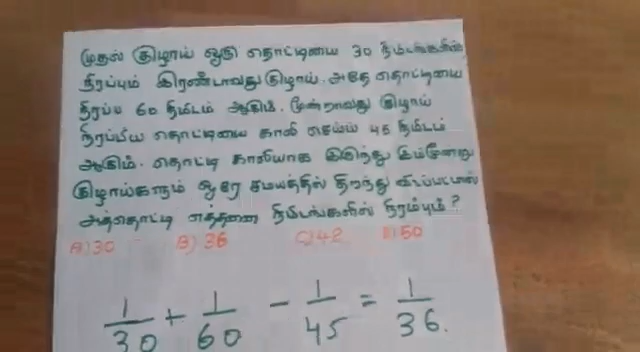 முதல் குழாய் ஒரு தொட்டியை 30 நிமிடங்களில்
நிரப்பும் இரண்டாவது குழாய் அதே தொட்டியை
நிரப்ப 60 நிமிடம் ஆகும். மூன்றாவது குழாய்
நிரம்பிய தொட்டியை காலி செய்ய 45 நிமிடம்
ஆகும். தொட்டி காலியாக இருந்து இம்மூன்று
குழாய்களும் ஒரே சமயத்தில் திறந்து விடப்பட்டால்
அத்தொட்டி எத்தனை நிமிடங்களில் நிரம்பும்?
A) 30 B) 36 C) 42 50
1/30 + 1/60 - 1/45 = 1/36.